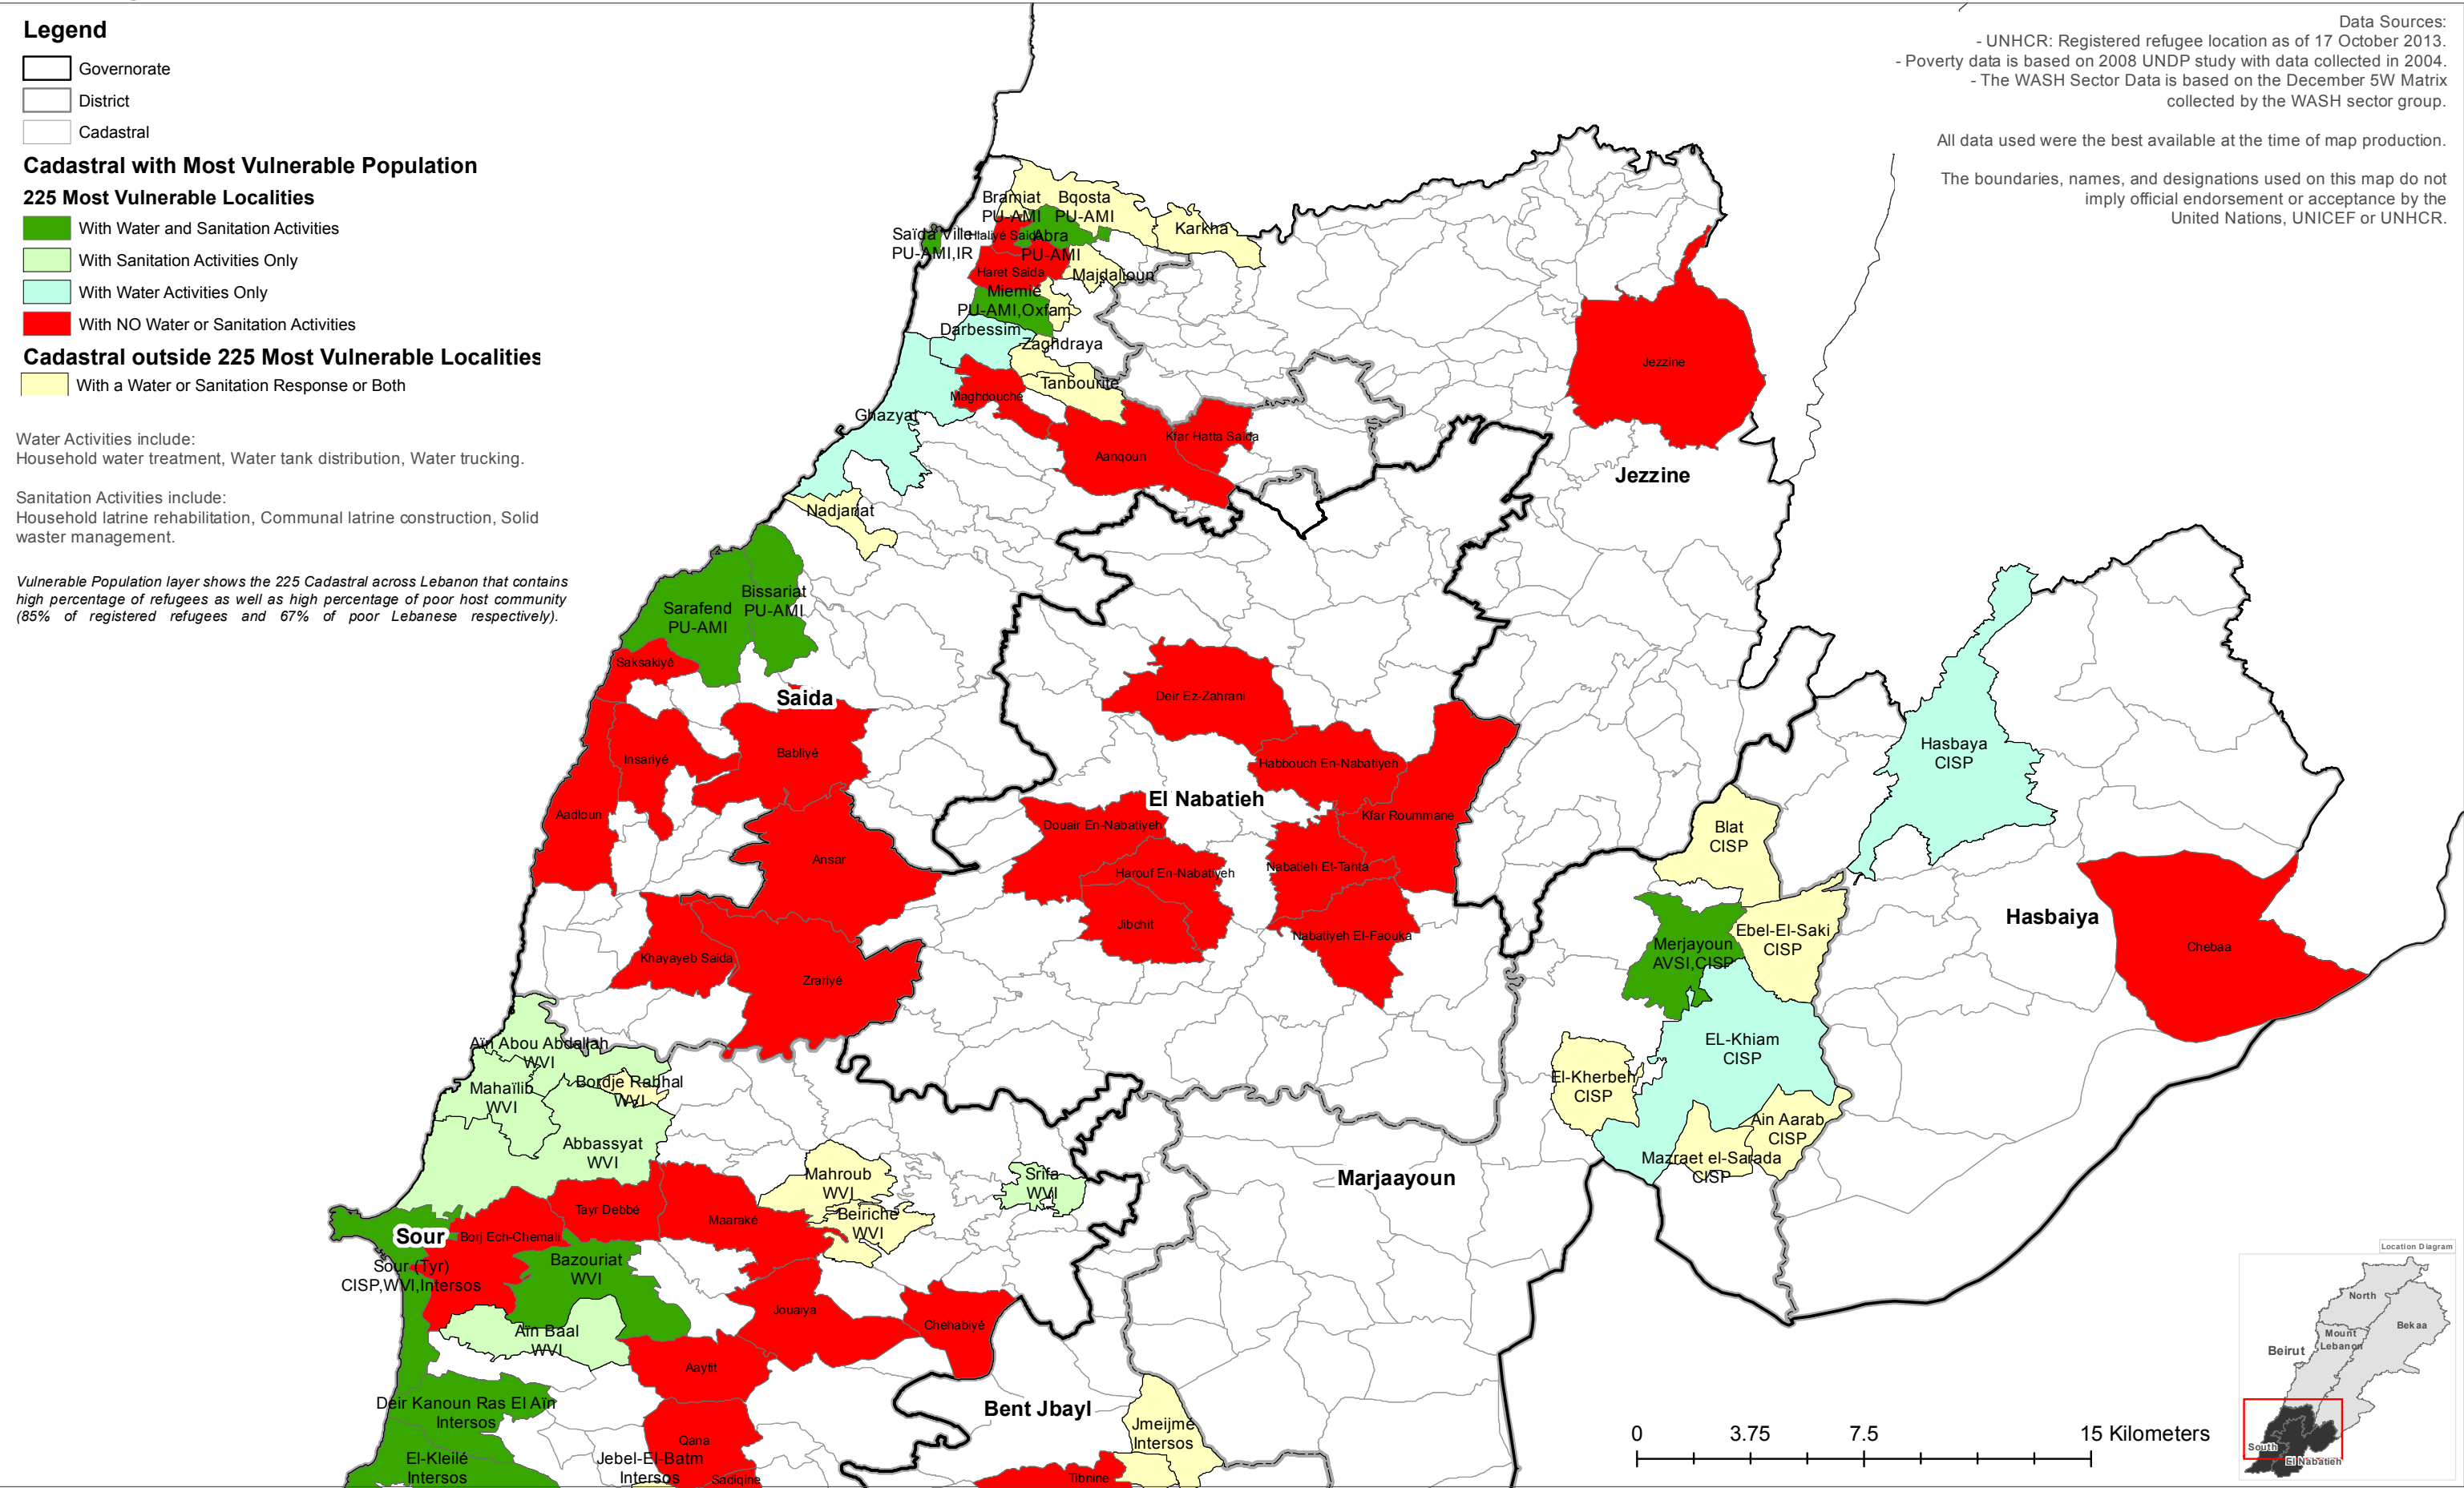 Legend
Governorate
District
Cadastral
Cadastral with Most Vulnerable Population
225 Most Vulnerable Localities
With Water and Sanitation Activities
With Sanitation Activities Only
With Water Activities Only
With NO Water or Sanitation Activities
Cadastral outside 225 Most Vulnerable Localities
With a Water or Sanitation Response or Both
Water Activities include:
Household water treatment, Water tank distribution, Water trucking.
Sanitation Activities include:
Household latrine rehabilitation, Communal latrine construction, Solid
waster management.
Vulnerable Population layer shows the 225 Cadastral across Lebanon that contains
high percentage of refugees as well as high percentage of poor host community
(85% of registered refugees and 67% of poor Lebanese respectively).
Data Sources:
- UNHCR: Registered refugee location as of 17 October 2013.
- Poverty data is based on 2008 UNDP study with data collected in 2004.
- The WASH Sector Data is based on the December 5W Matrix
collected by the WASH sector group.
All data used were the best available at the time of map production.
The boundaries, names, and designations used on this map do not
imply official endorsement or acceptance by the
United Nations, UNICEF or UNHCR.
Bramiat
PU-AMI
Bqosta
PU-AMI
Karkha
Saïda Ville
PU-AMI,IR
Hlaliyé Saida
Abra
PU-AMI
Haret Saida
Majdalioun
Miemie
PU-AMI,Oxfam
Darbessim
Zaghdraya
Tanbourite
Maghdouché
Ghazyat
Kfar Hatta Saida
Aanqoun
Jezzine
Jezzine
Nadjariat
Bissariat
PU-AMI
Sarafend
PU-AMI
Saksakiyé
Saida
Deir Ez-Zahrani
Insariyé
Babliyé
Habbouch En-Nabatiyeh
Hasbaya
CISP
El Nabatieh
Aadloun
Kfar Roummane
Douair En-Nabatiyeh
Blat
CISP
Ansar
Harouf En-Nabatiyeh
Nabatieh Et-Tahta
Jibchit
Nabatiyeh El-Faouka
Hasbaiya
Ebel-El-Saki
CISP
Merjayoun
AVSI,CISP
Chebaa
Khayayeb Saida
Zrariyé
Aïn Abou Abdallah
WVI
EL-Khiam
CISP
Mahaïlib
WVI
Bordje Rahhal
WVI
El-Kherbeh
CISP
Abbassyat
WVI
Ain Aarab
CISP
Mazraet el-Sarada
CISP
Mahroub
WVI
Srifa
WVI
Marjaayoun
Tayr Debbé
Maaraké
Beiriche
WVI
Sour
Borj Ech-Chemali
Sour (Tyr)
CISP,WVI,Intersos
Bazouriat
WVI
Jouaiya
Chehabiyé
Aïn Baal
WVI
Aaytit
Deir Kanoun Ras El Aïn
Intersos
Bent Jbayl
Jmeijmé
Intersos
Qana
El-Kleilé
Intersos
Jebel-El-Batm
Intersos
Sadiqine
Tibnine
0 3.75 7.5 15 Kilometers
Location Diagram
North
Bekaa
Mount
Lebanon
Beirut
South
El Nabatieh